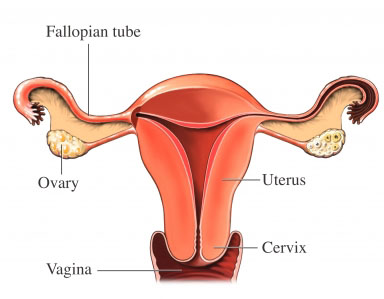 Fallopian tube
Ovary
Uterus
Cervix
Vagina